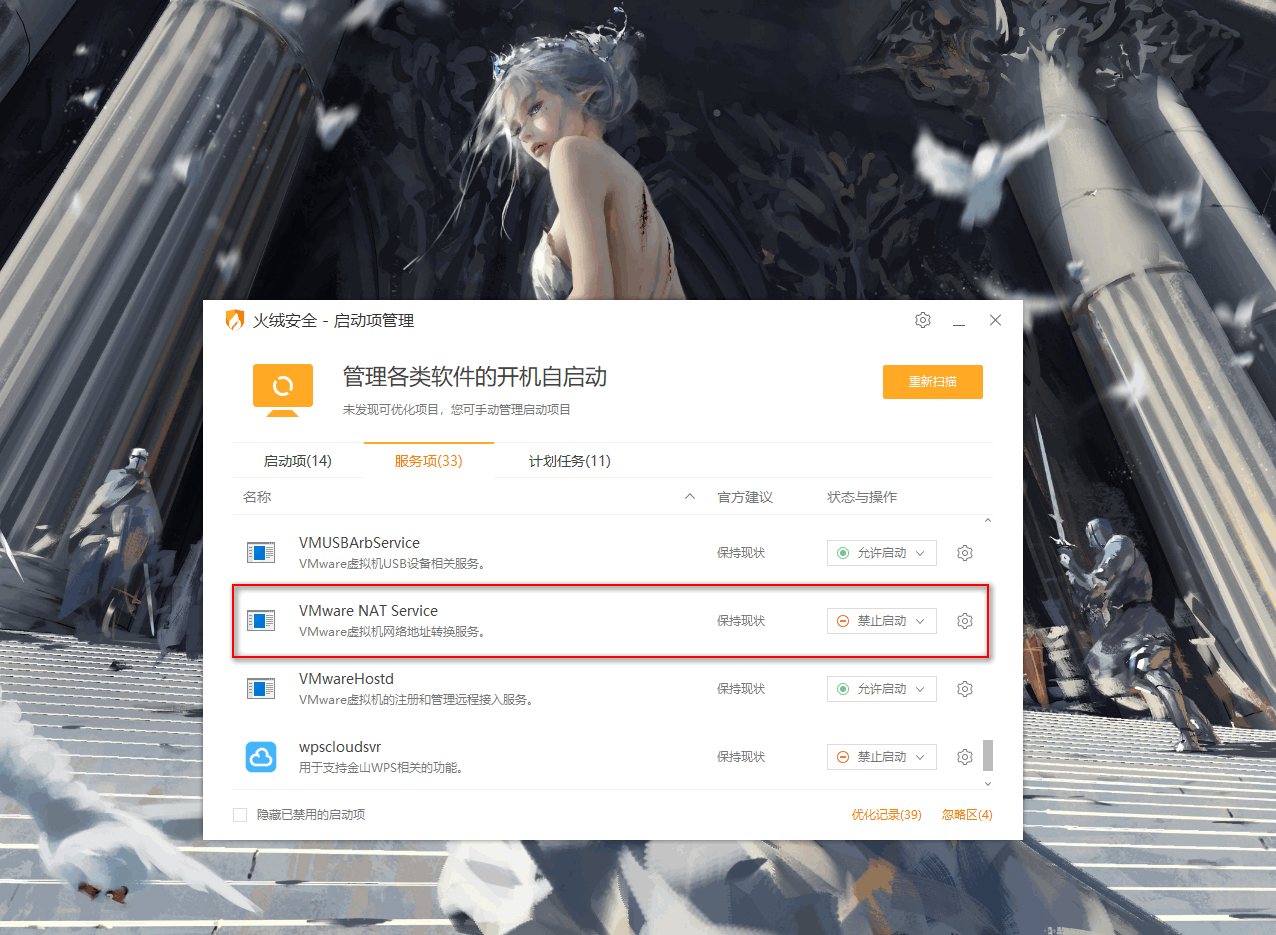 火绒安全 - 启动项管理
管理各类软件的开机自启动
未发现可优化项目，您可手动管理启动项目
重新扫描
启动项(14) 服务项(33) 计划任务(11)
名称 官方建议 状态与操作
VMUSBArbService
VMware虚拟机USB设备相关服务。
保持现状 允许启动
VMware NAT Service
VMware虚拟机网络地址转换服务。
保持现状 禁止启动
VMwareHostd
VMware虚拟机的注册和管理远程接入服务。
保持现状 允许启动
wpscloudsvr
用于支持金山WPS相关的功能。
保持现状 禁止启动
隐藏已禁用的启动项 优化记录(39) 忽略区(4)